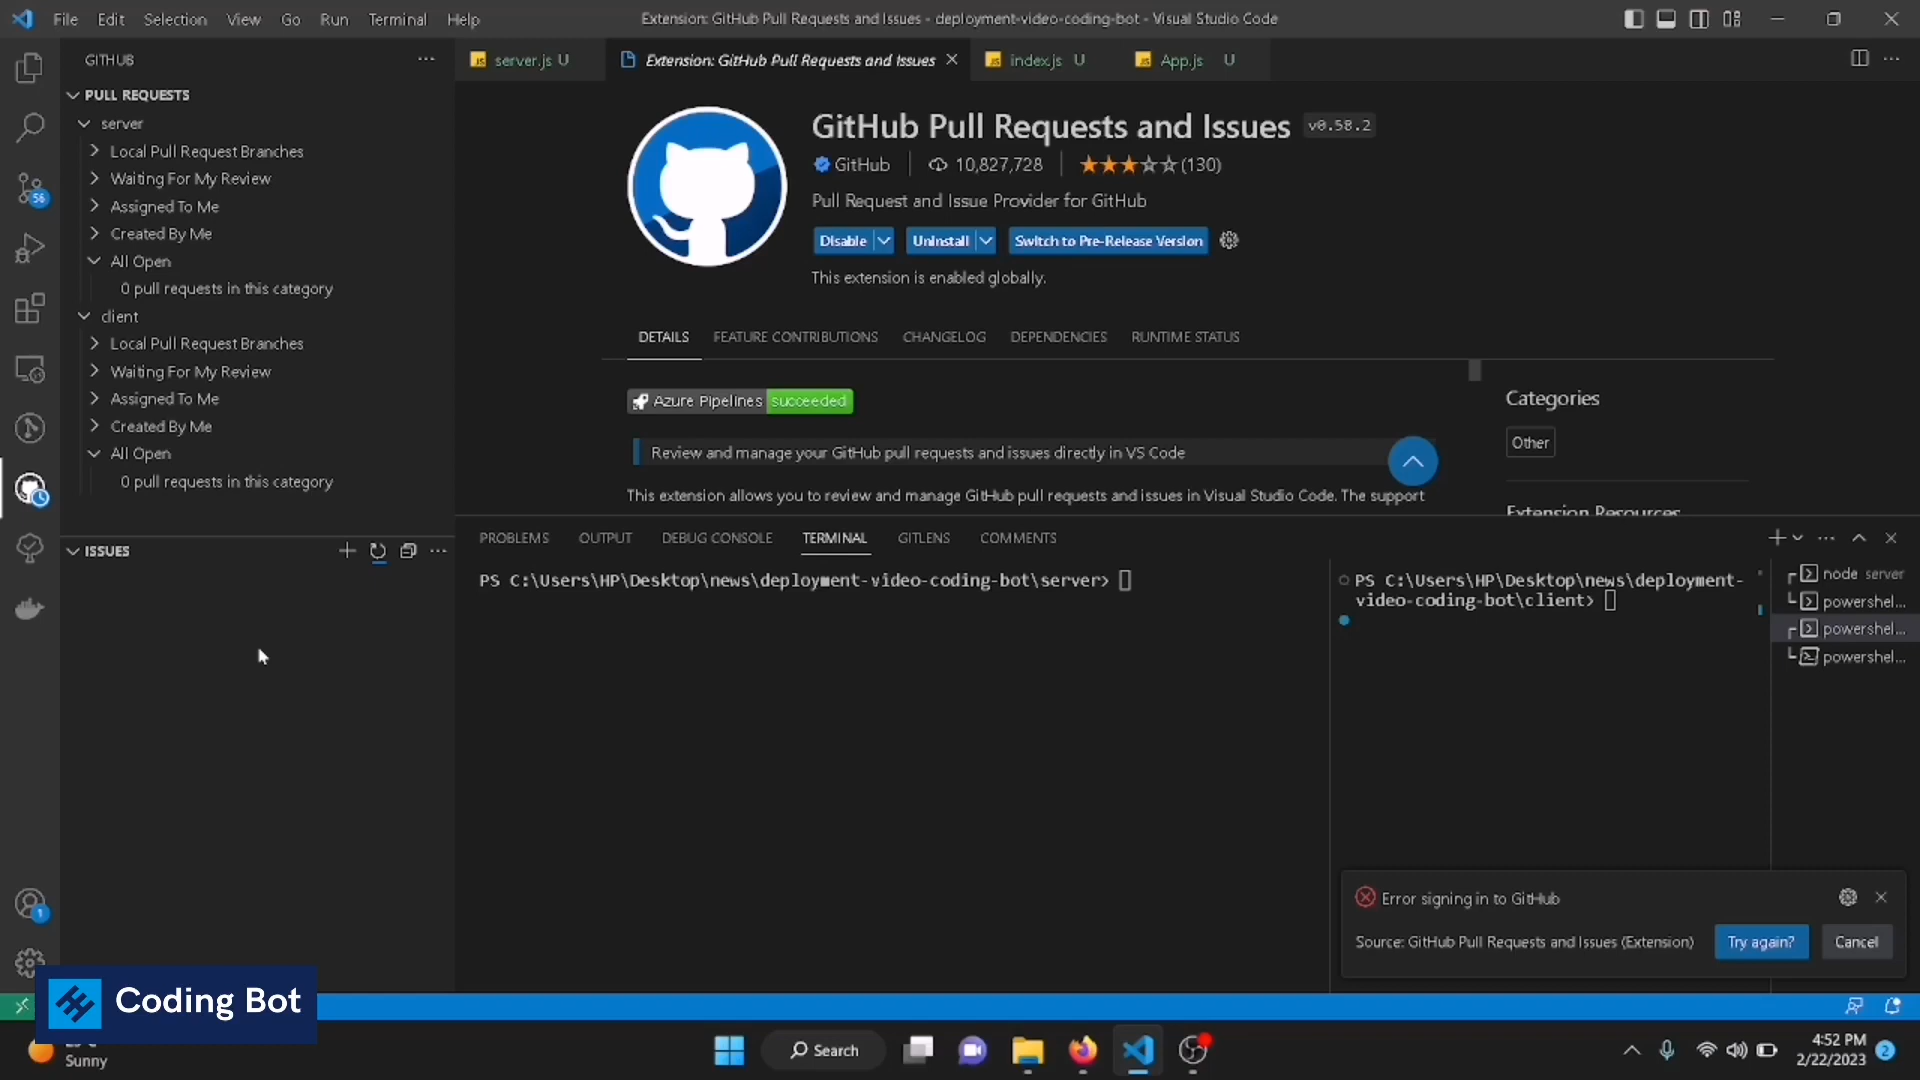 File Edit Selection View Go Run Terminal Help
Extension: GitHub Pull Requests and Issues - deployment-video-coding-bot - Visual Studio Code
GITHUB
PULL REQUESTS
server
Local Pull Request Branches
Waiting For My Review
Assigned To Me
Created By Me
All Open
0 pull requests in this category
client
Local Pull Request Branches
Waiting For My Review
Assigned To Me
Created By Me
All Open
0 pull requests in this category
ISSUES
56
1
server.js U
Extension: GitHub Pull Requests and Issues
index.js U
App.js U
GitHub Pull Requests and Issues v0.58.2
GitHub 10,827,728 (130)
Pull Request and Issue Provider for GitHub
Disable Uninstall Switch to Pre-Release Version
This extension is enabled globally.
DETAILS FEATURE CONTRIBUTIONS CHANGELOG DEPENDENCIES RUNTIME STATUS
Azure Pipelines succeeded
Review and manage your GitHub pull requests and issues directly in VS Code
This extension allows you to review and manage GitHub pull requests and issues in Visual Studio Code. The support
Categories
Other
Extension Resources
PROBLEMS OUTPUT DEBUG CONSOLE TERMINAL GITLENS COMMENTS
PS C:\Users\HP\Desktop\news\deployment-video-coding-bot\server>
PS C:\Users\HP\Desktop\news\deployment-
video-coding-bot\client>
node server
powershel...
powershel...
powershel...
Error signing in to GitHub
Source: GitHub Pull Requests and Issues (Extension) Try again? Cancel
Coding Bot
Sunny
Search
4:52 PM
2/22/2023
2